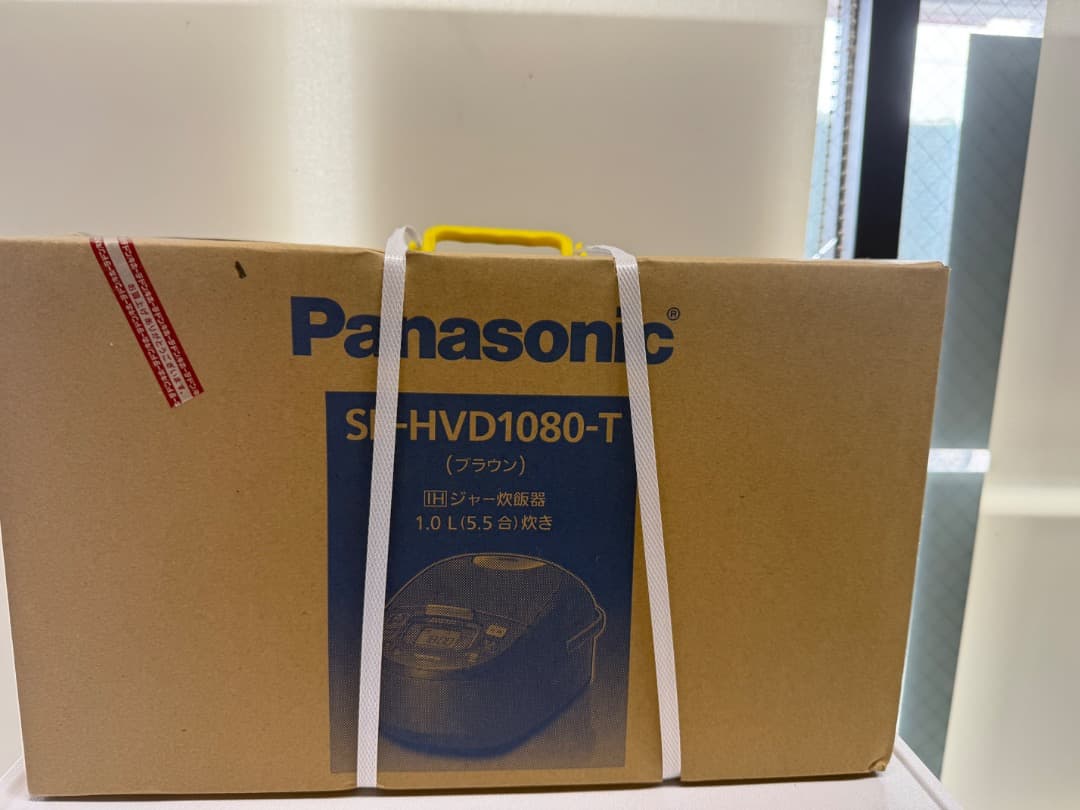 Panasonic®
SR-HVD1080-T
(ブラウン)
IH ジャー炊飯器
1.0 L(5.5 合)炊き